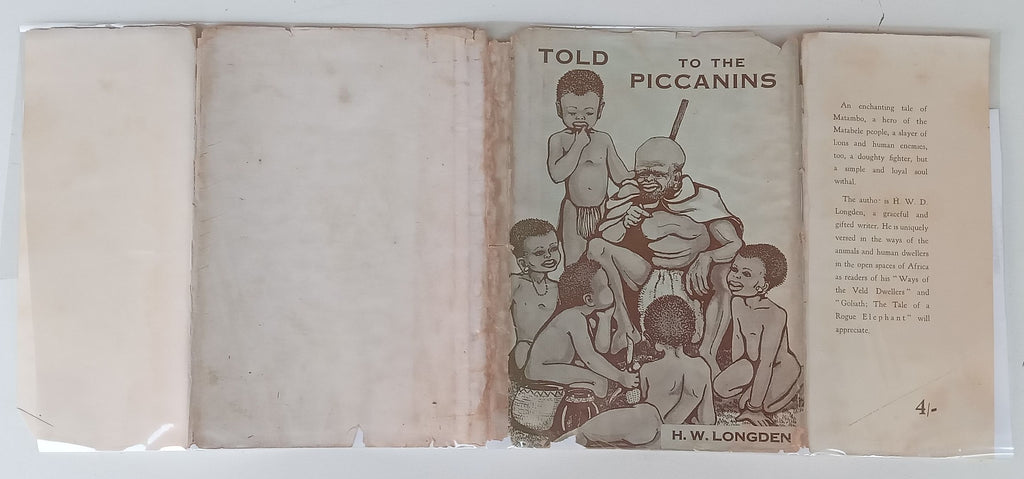 TOLD
TO THE
PICCANINS
H. W. LONGDEN
An enchanting tale of
Matambo, a hero of the
Matabele people, a slayer of
lions and human enemies,
too, a doughty fighter, but
a simple and loyal soul
withal.
The author is H. W. D.
Longden, a graceful and
gifted writer. He is uniquely
versed in the ways of the
animals and human dwellers
in the open spaces of Africa
as readers of his "Ways of
the Veld Dwellers" and
"Goliath; The Tale of a
Rogue Elephant" will
appreciate.
4/-